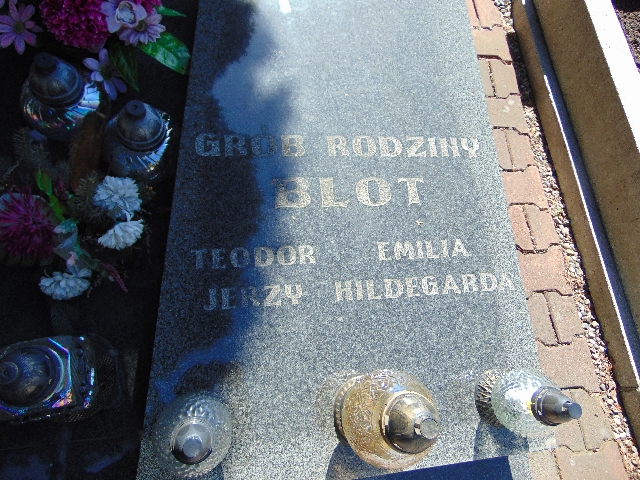 GRÓB RODZINY
BLOT
TEODOR EMILIA
JERZY HILDEGARDA